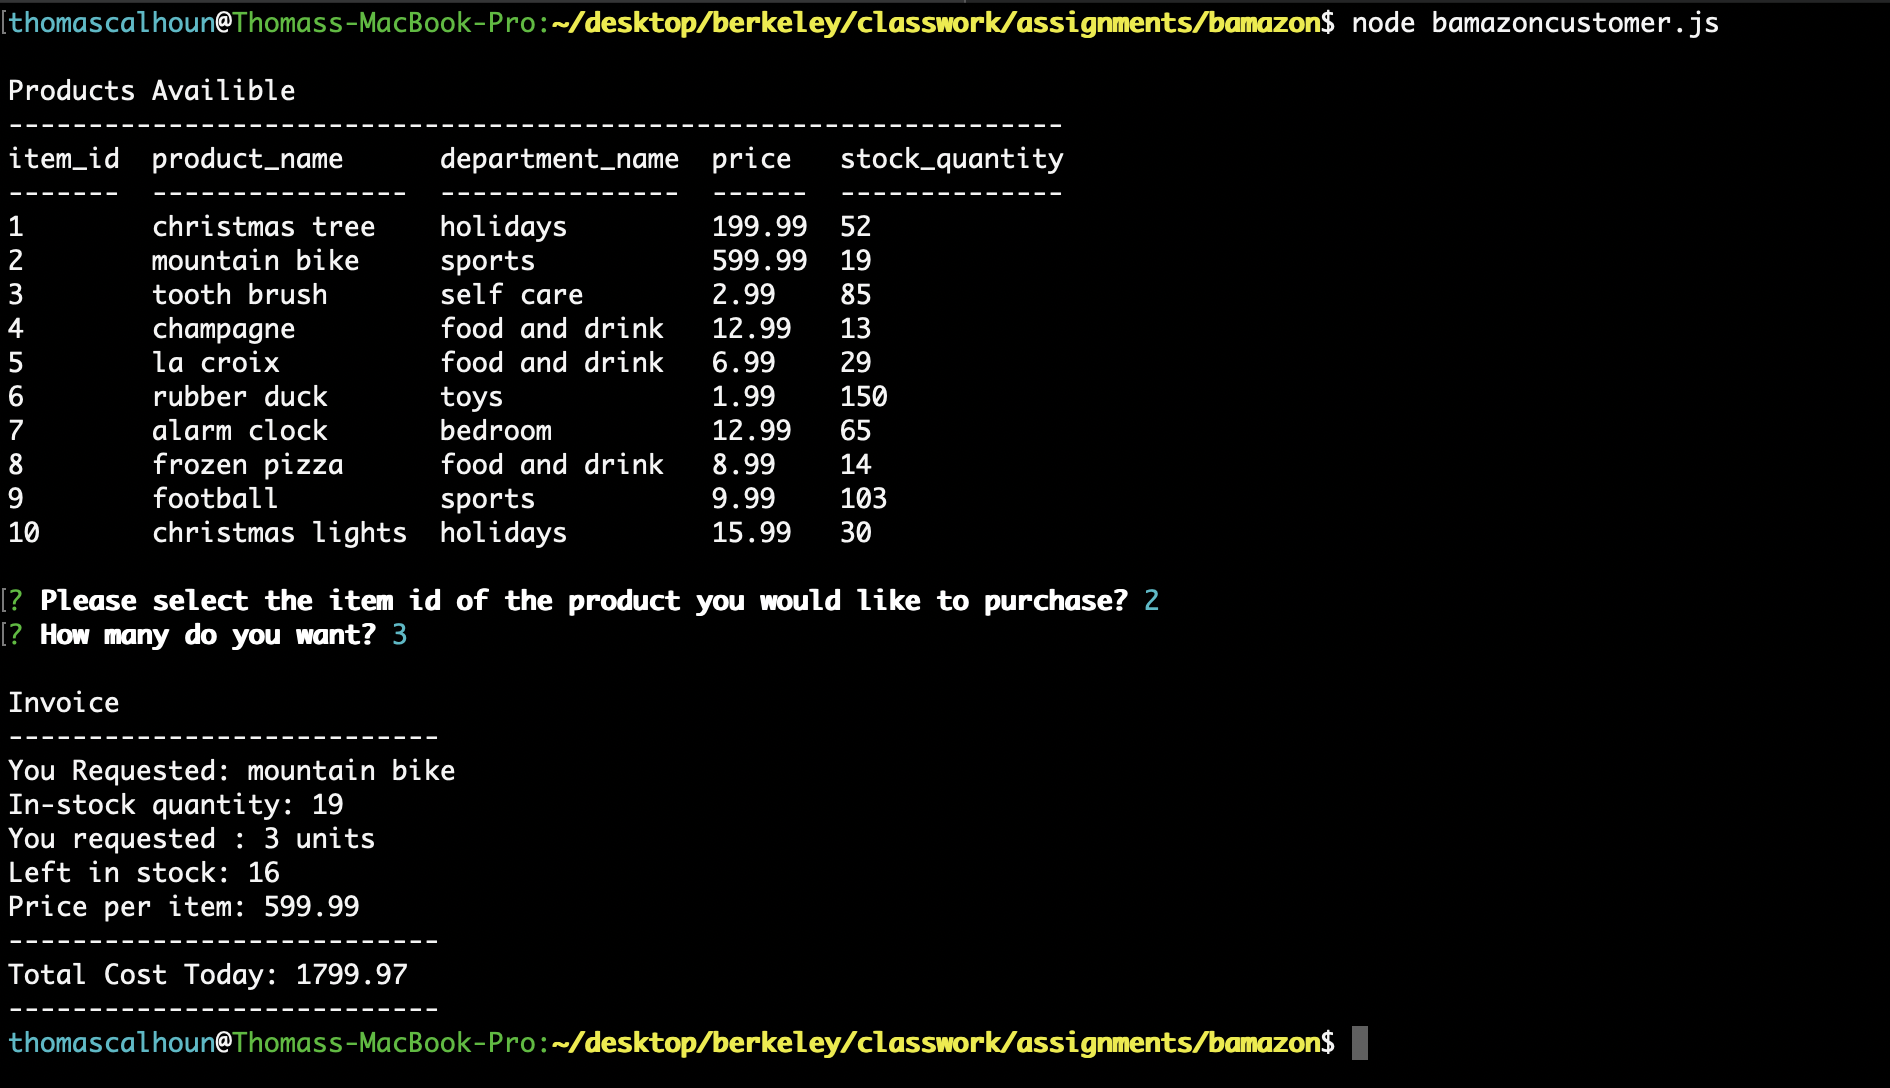 thomascalhoun@Thomass-MacBook-Pro:~/desktop/berkeley/classwork/assignments/bamazon$ node bamazoncustomer.js
Products Availible
------------------------------------------------------------------
item_id  product_name      department_name  price   stock_quantity
-------  ----------------  ---------------  ------  --------------
1        christmas tree    holidays         199.99  52
2        mountain bike     sports           599.99  19
3        tooth brush       self care        2.99    85
4        champagne         food and drink   12.99   13
5        la croix          food and drink   6.99    29
6        rubber duck       toys             1.99    150
7        alarm clock       bedroom          12.99   65
8        frozen pizza      food and drink   8.99    14
9        football          sports           9.99    103
10       christmas lights  holidays         15.99   30
? Please select the item id of the product you would like to purchase? 2
? How many do you want? 3
Invoice
---------------------------
You Requested: mountain bike
In-stock quantity: 19
You requested : 3 units
Left in stock: 16
Price per item: 599.99
---------------------------
Total Cost Today: 1799.97
---------------------------
thomascalhoun@Thomass-MacBook-Pro:~/desktop/berkeley/classwork/assignments/bamazon$